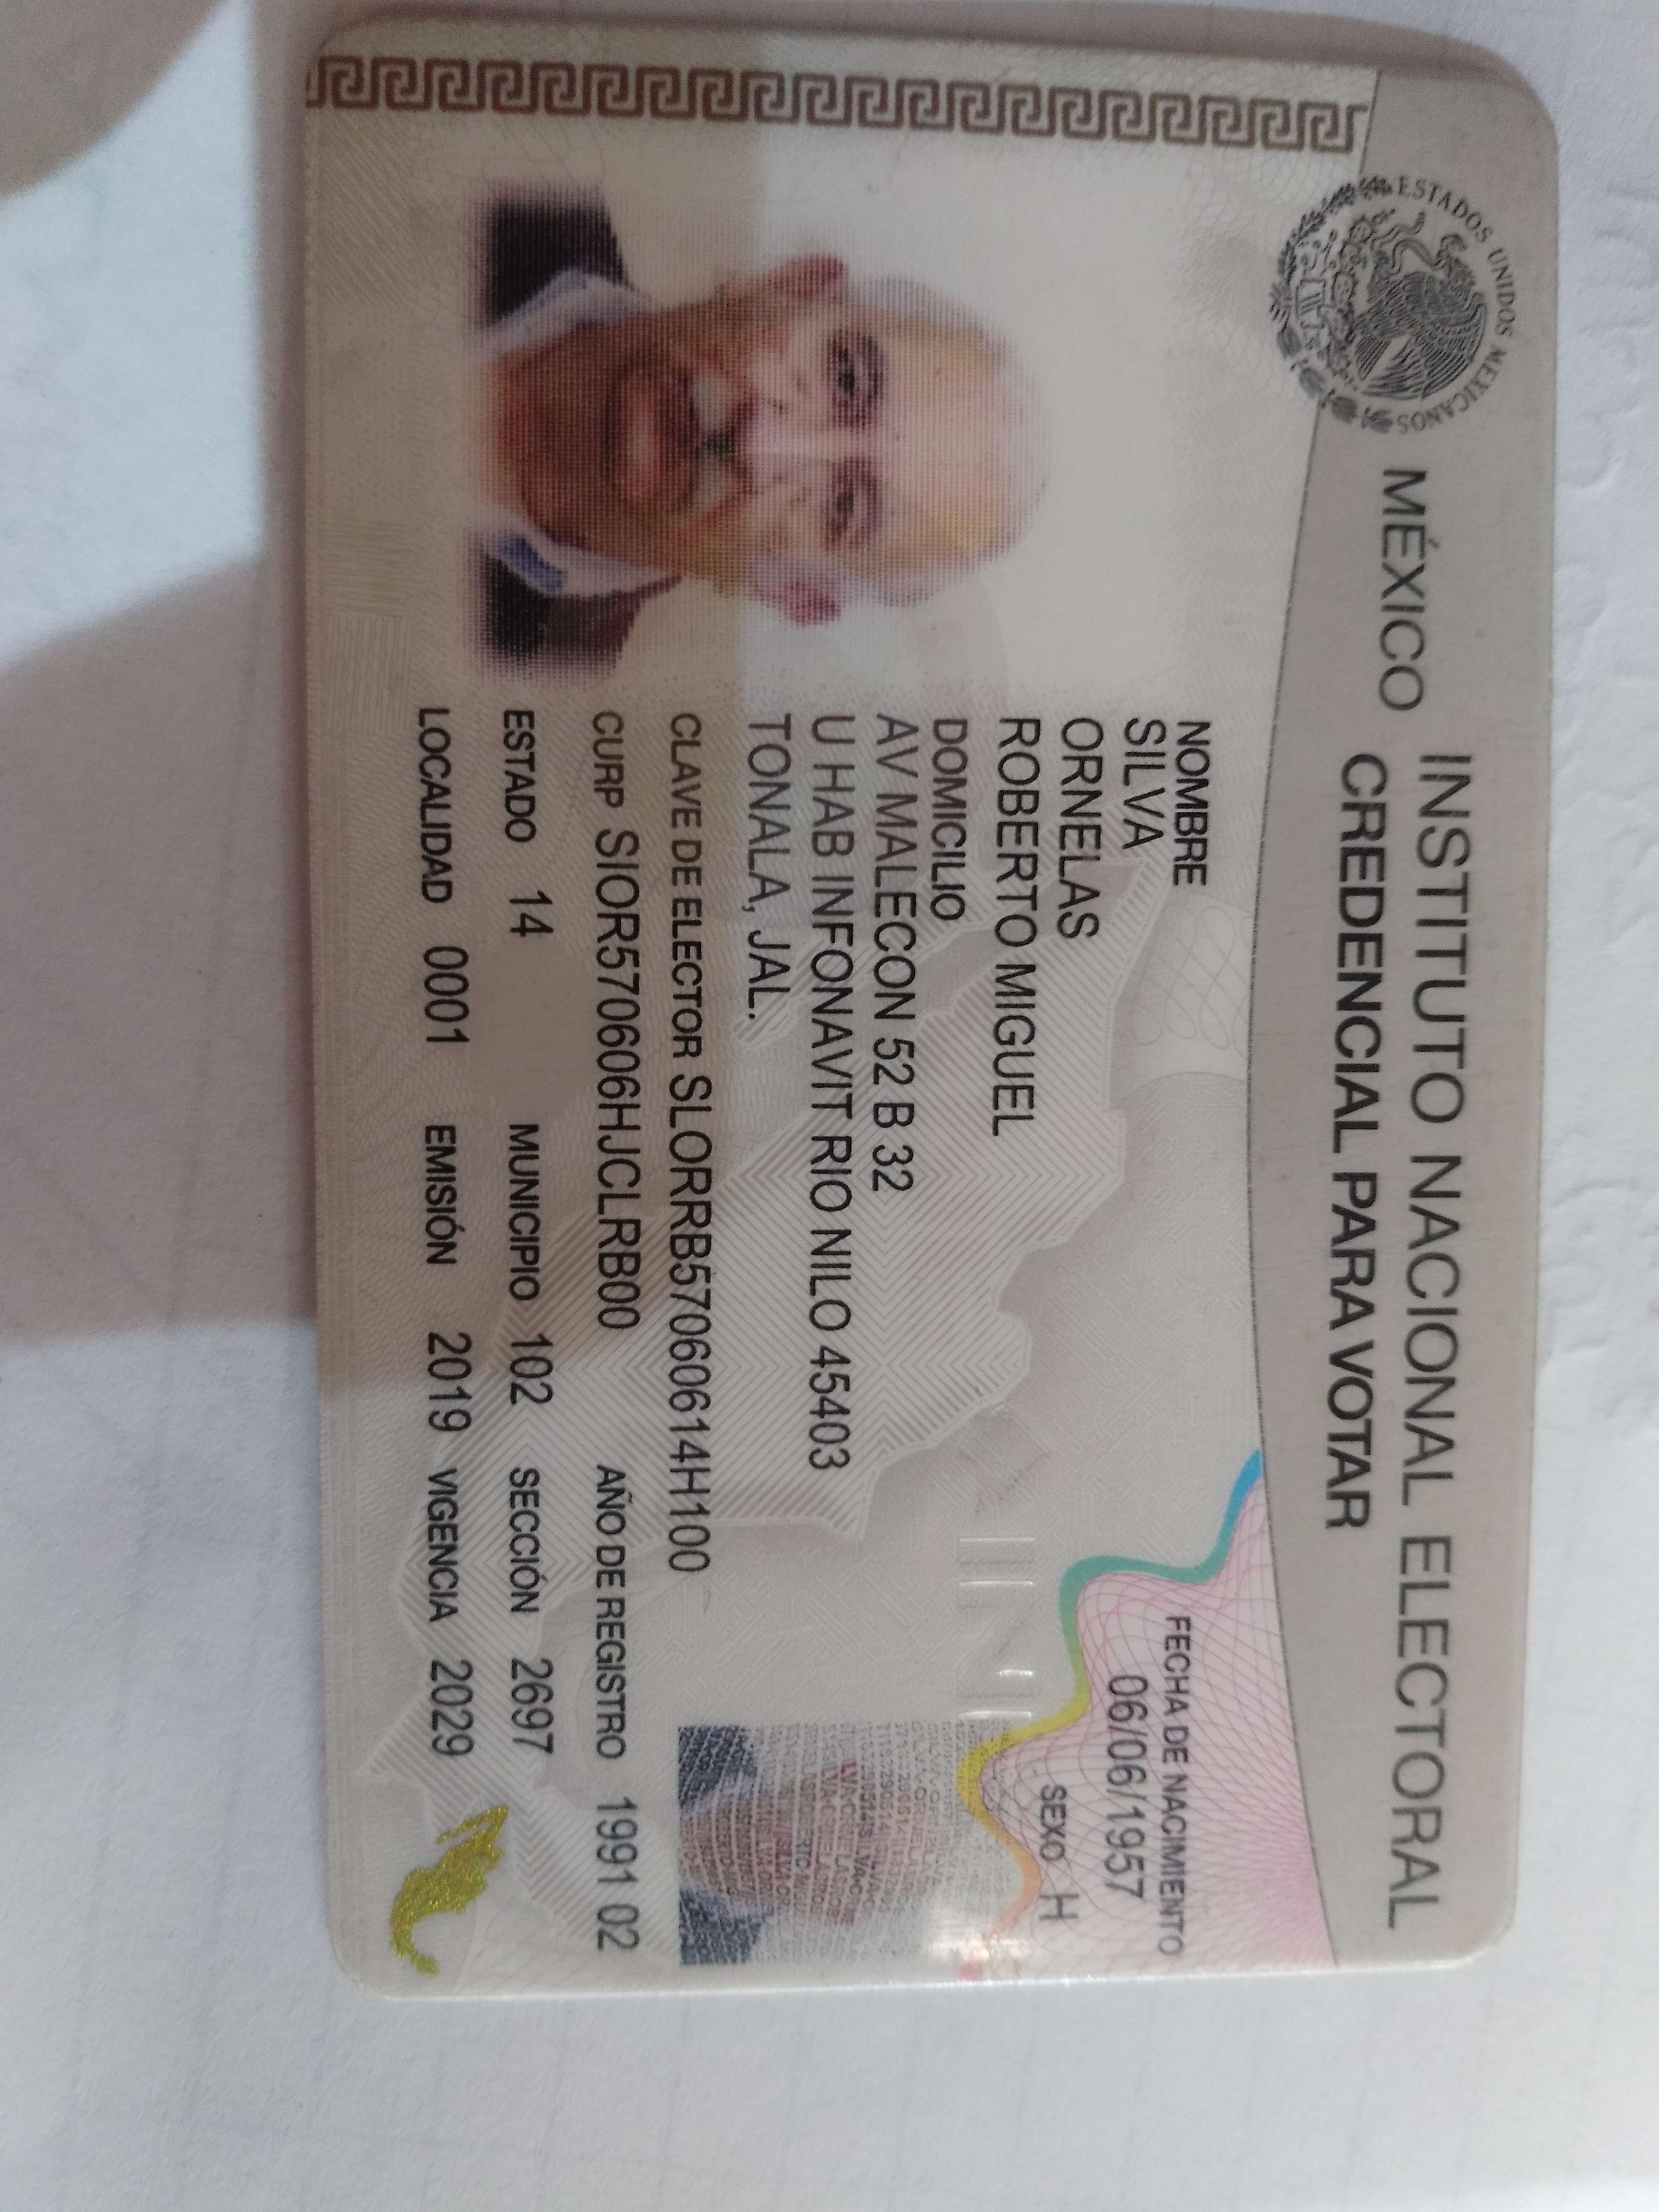 ESTADOS UNIDOS MEXICANOS
MÉXICO INSTITUTO NACIONAL ELECTORAL
CREDENCIAL PARA VOTAR
NOMBRE
SILVA
ORNELAS
ROBERTO MIGUEL
FECHA DE NACIMIENTO
06/06/1957
SEXO H
DOMICILIO
AV MALECON 52 B 32
U HAB INFONAVIT RIO NILO 45403
TONALA, JAL.
CLAVE DE ELECTOR SLORRB57060614H100
CURP SIOR570606HJCLRB00 AÑO DE REGISTRO 1991 02
ESTADO 14 MUNICIPIO 102 SECCIÓN 2697
LOCALIDAD 0001 EMISIÓN 2019 VIGENCIA 2029